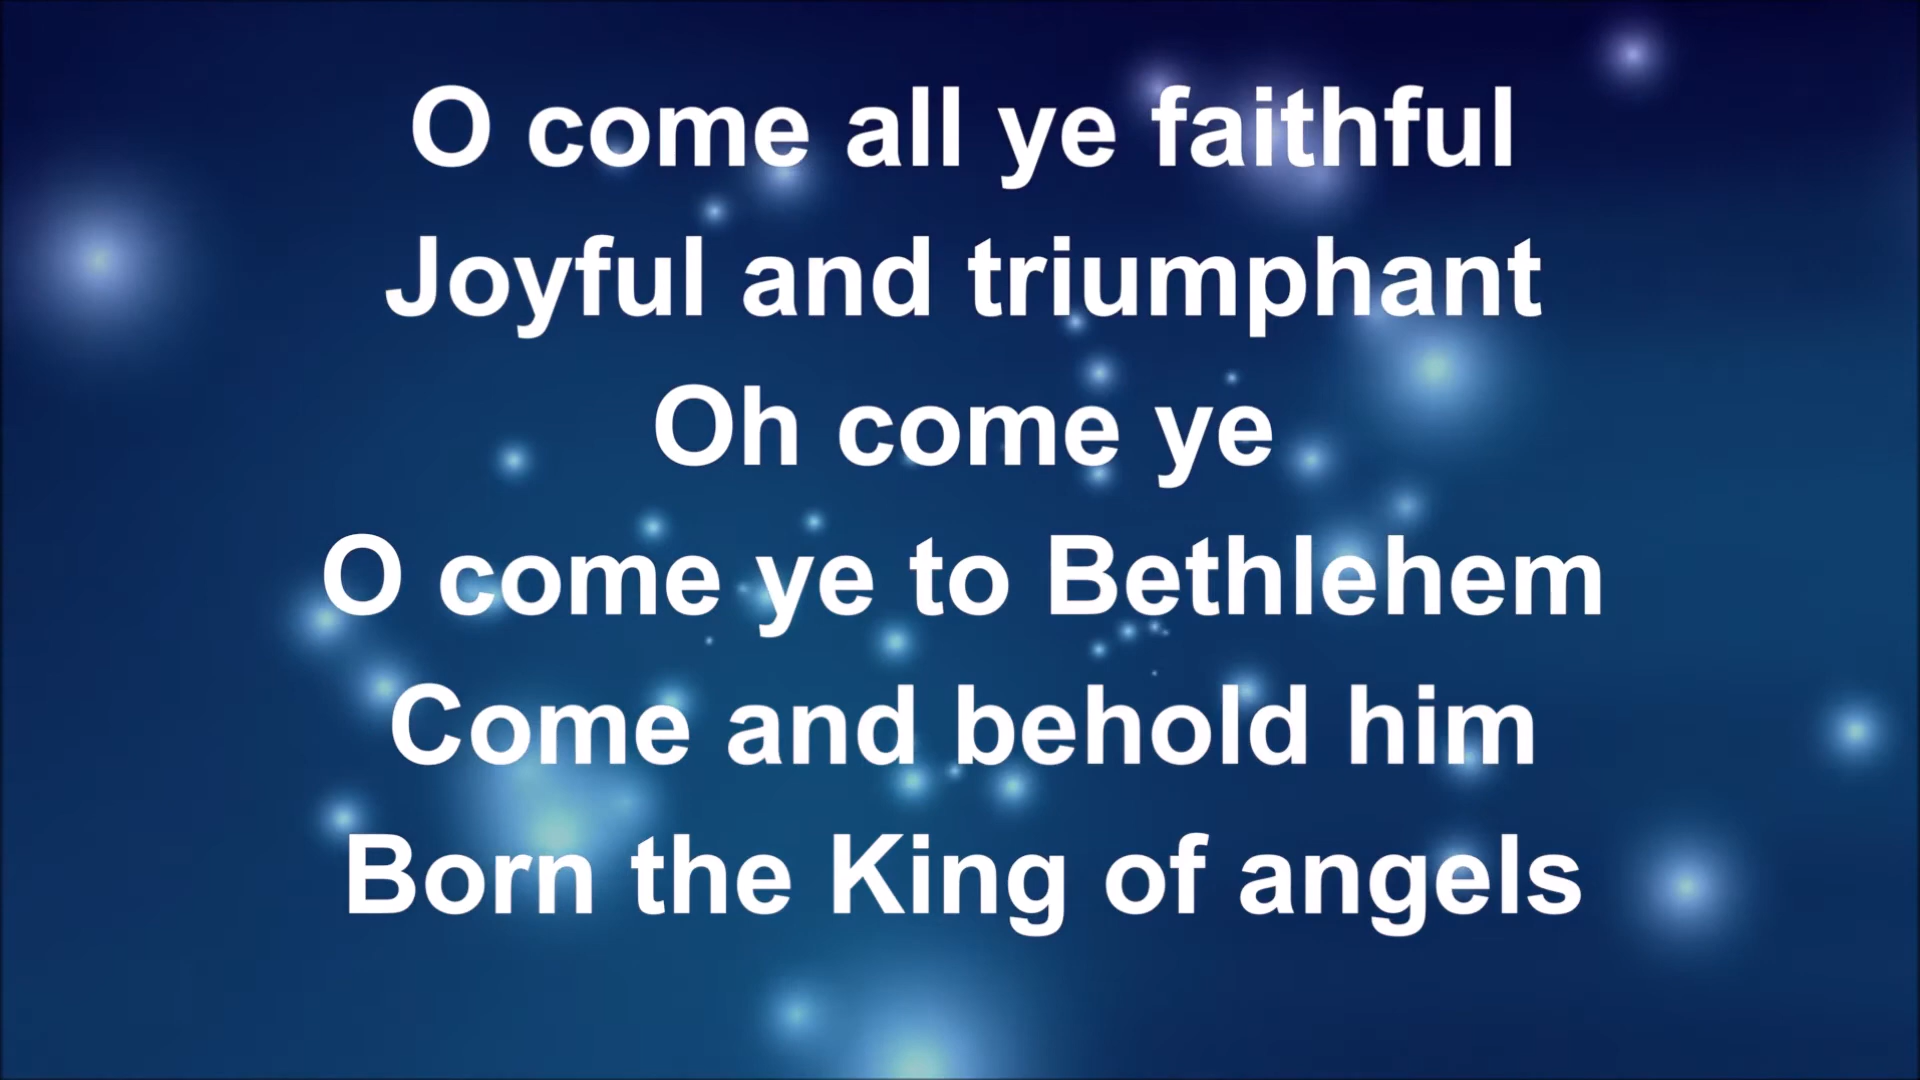 O come all ye faithful
Joyful and triumphant
Oh come ye
O come ye to Bethlehem
Come and behold him
Born the King of angels